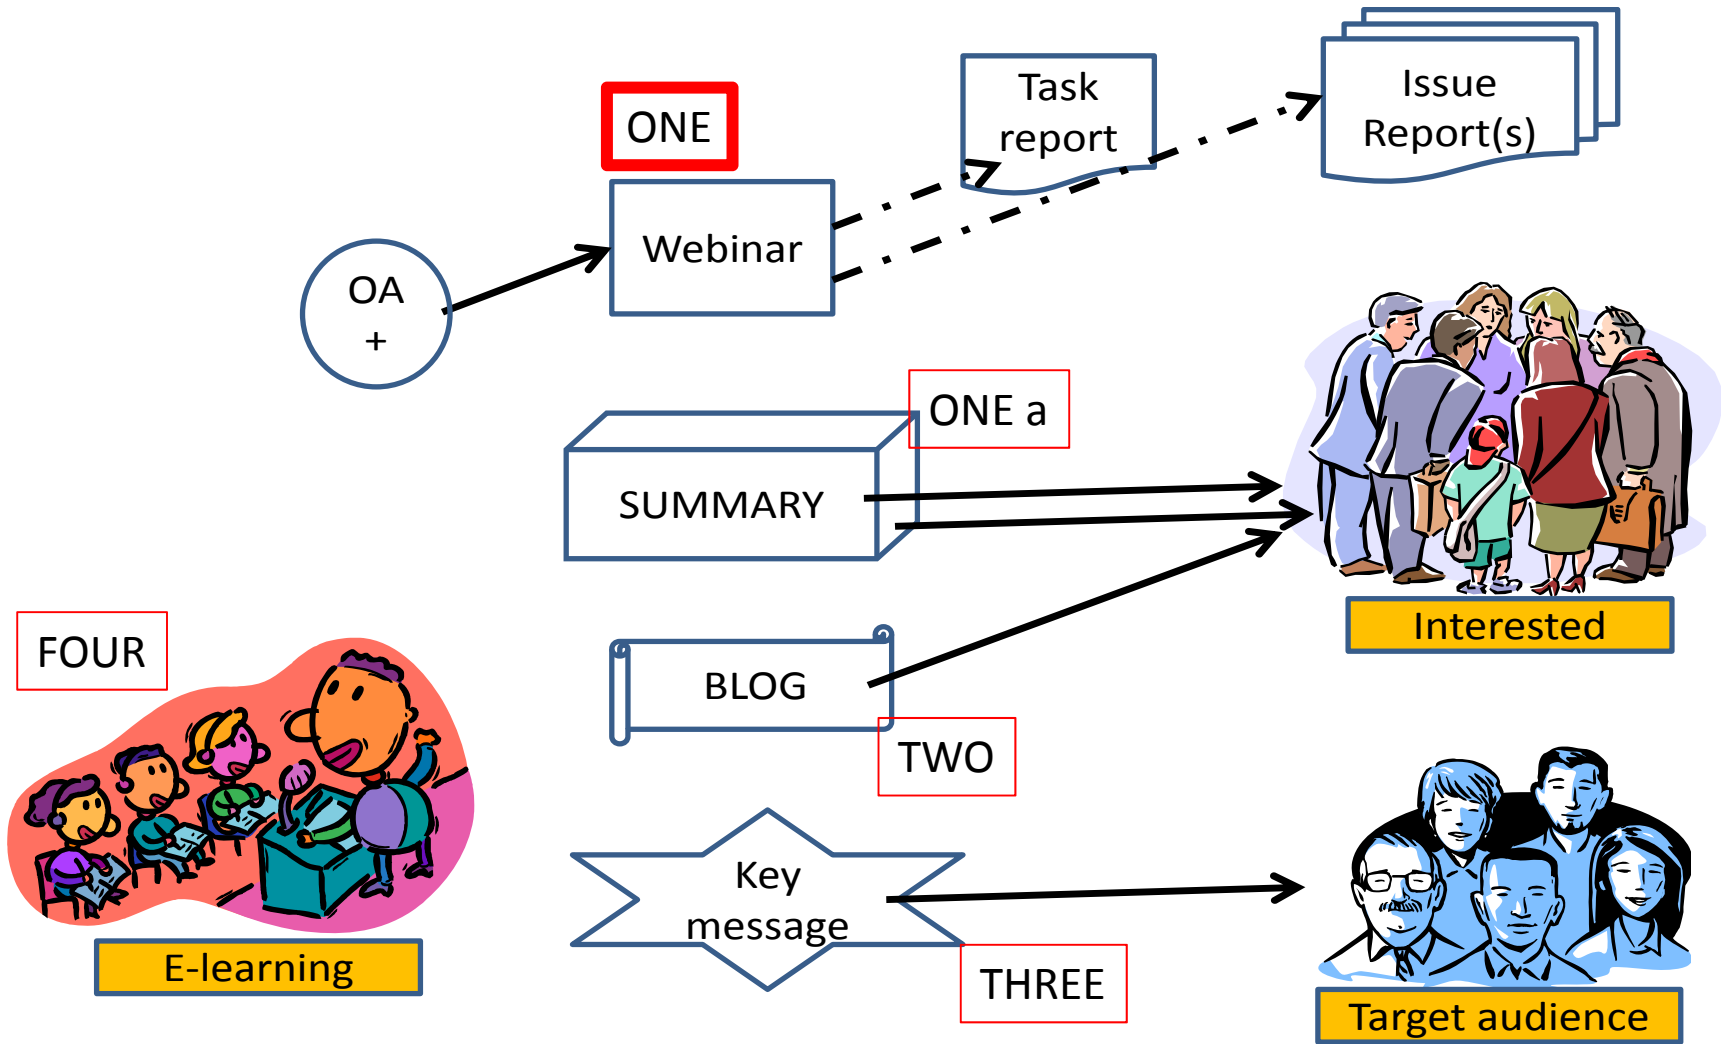 ONE
Task
report
Issue
Report(s)
Webinar
OA
+
ONE a
SUMMARY
Interested
FOUR
BLOG
TWO
Key
message
E-learning
THREE
Target audience